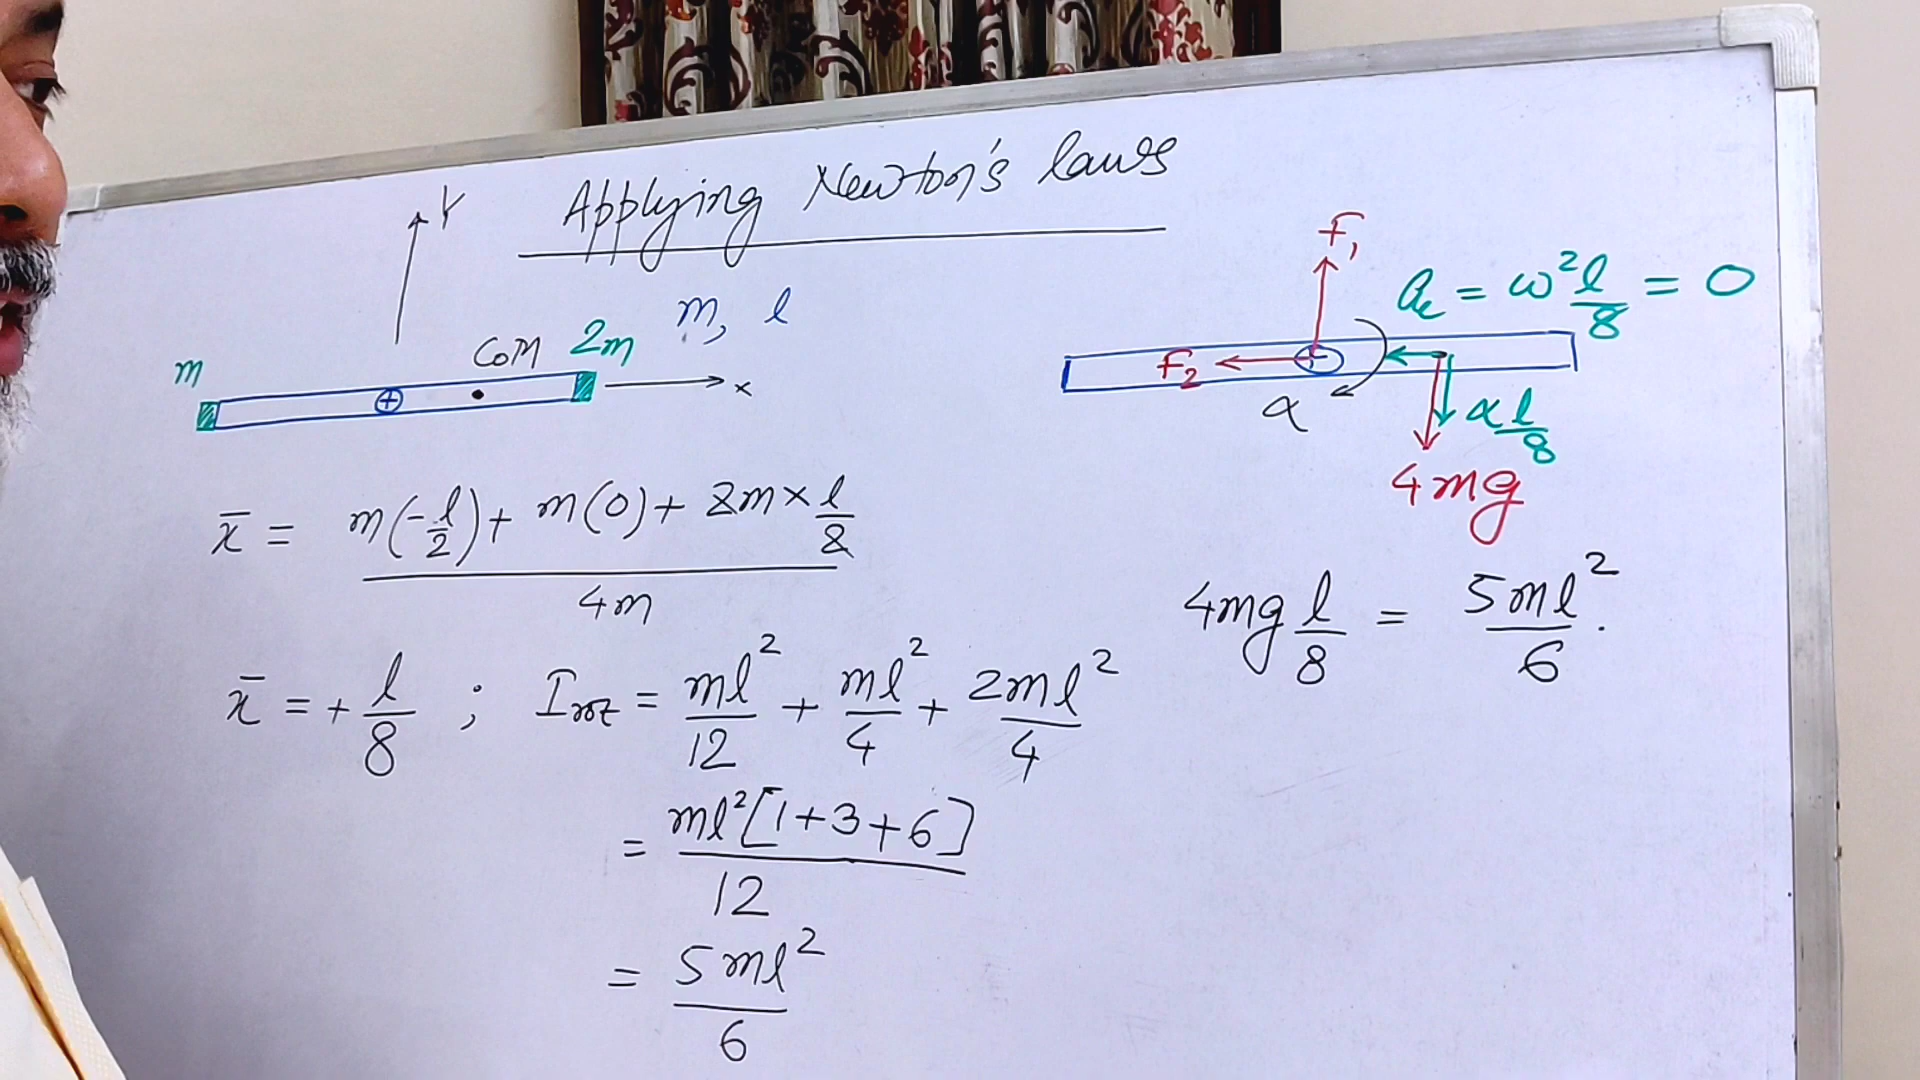 Applying Newton's laws
Y
m, l
m
COM
2m
x
x̄ = (m(-l/2) + m(0) + 2m × l/2) / 4m
x̄ = + l/8 ; I_rot = ml²/12 + ml²/4 + 2ml²/4
= ml²[1+3+6] / 12
= 5ml² / 6
F₁
a_c = ω² l/8 = 0
F₂
α
α l/8
4mg
4mg l/8 = 5ml²/6 .